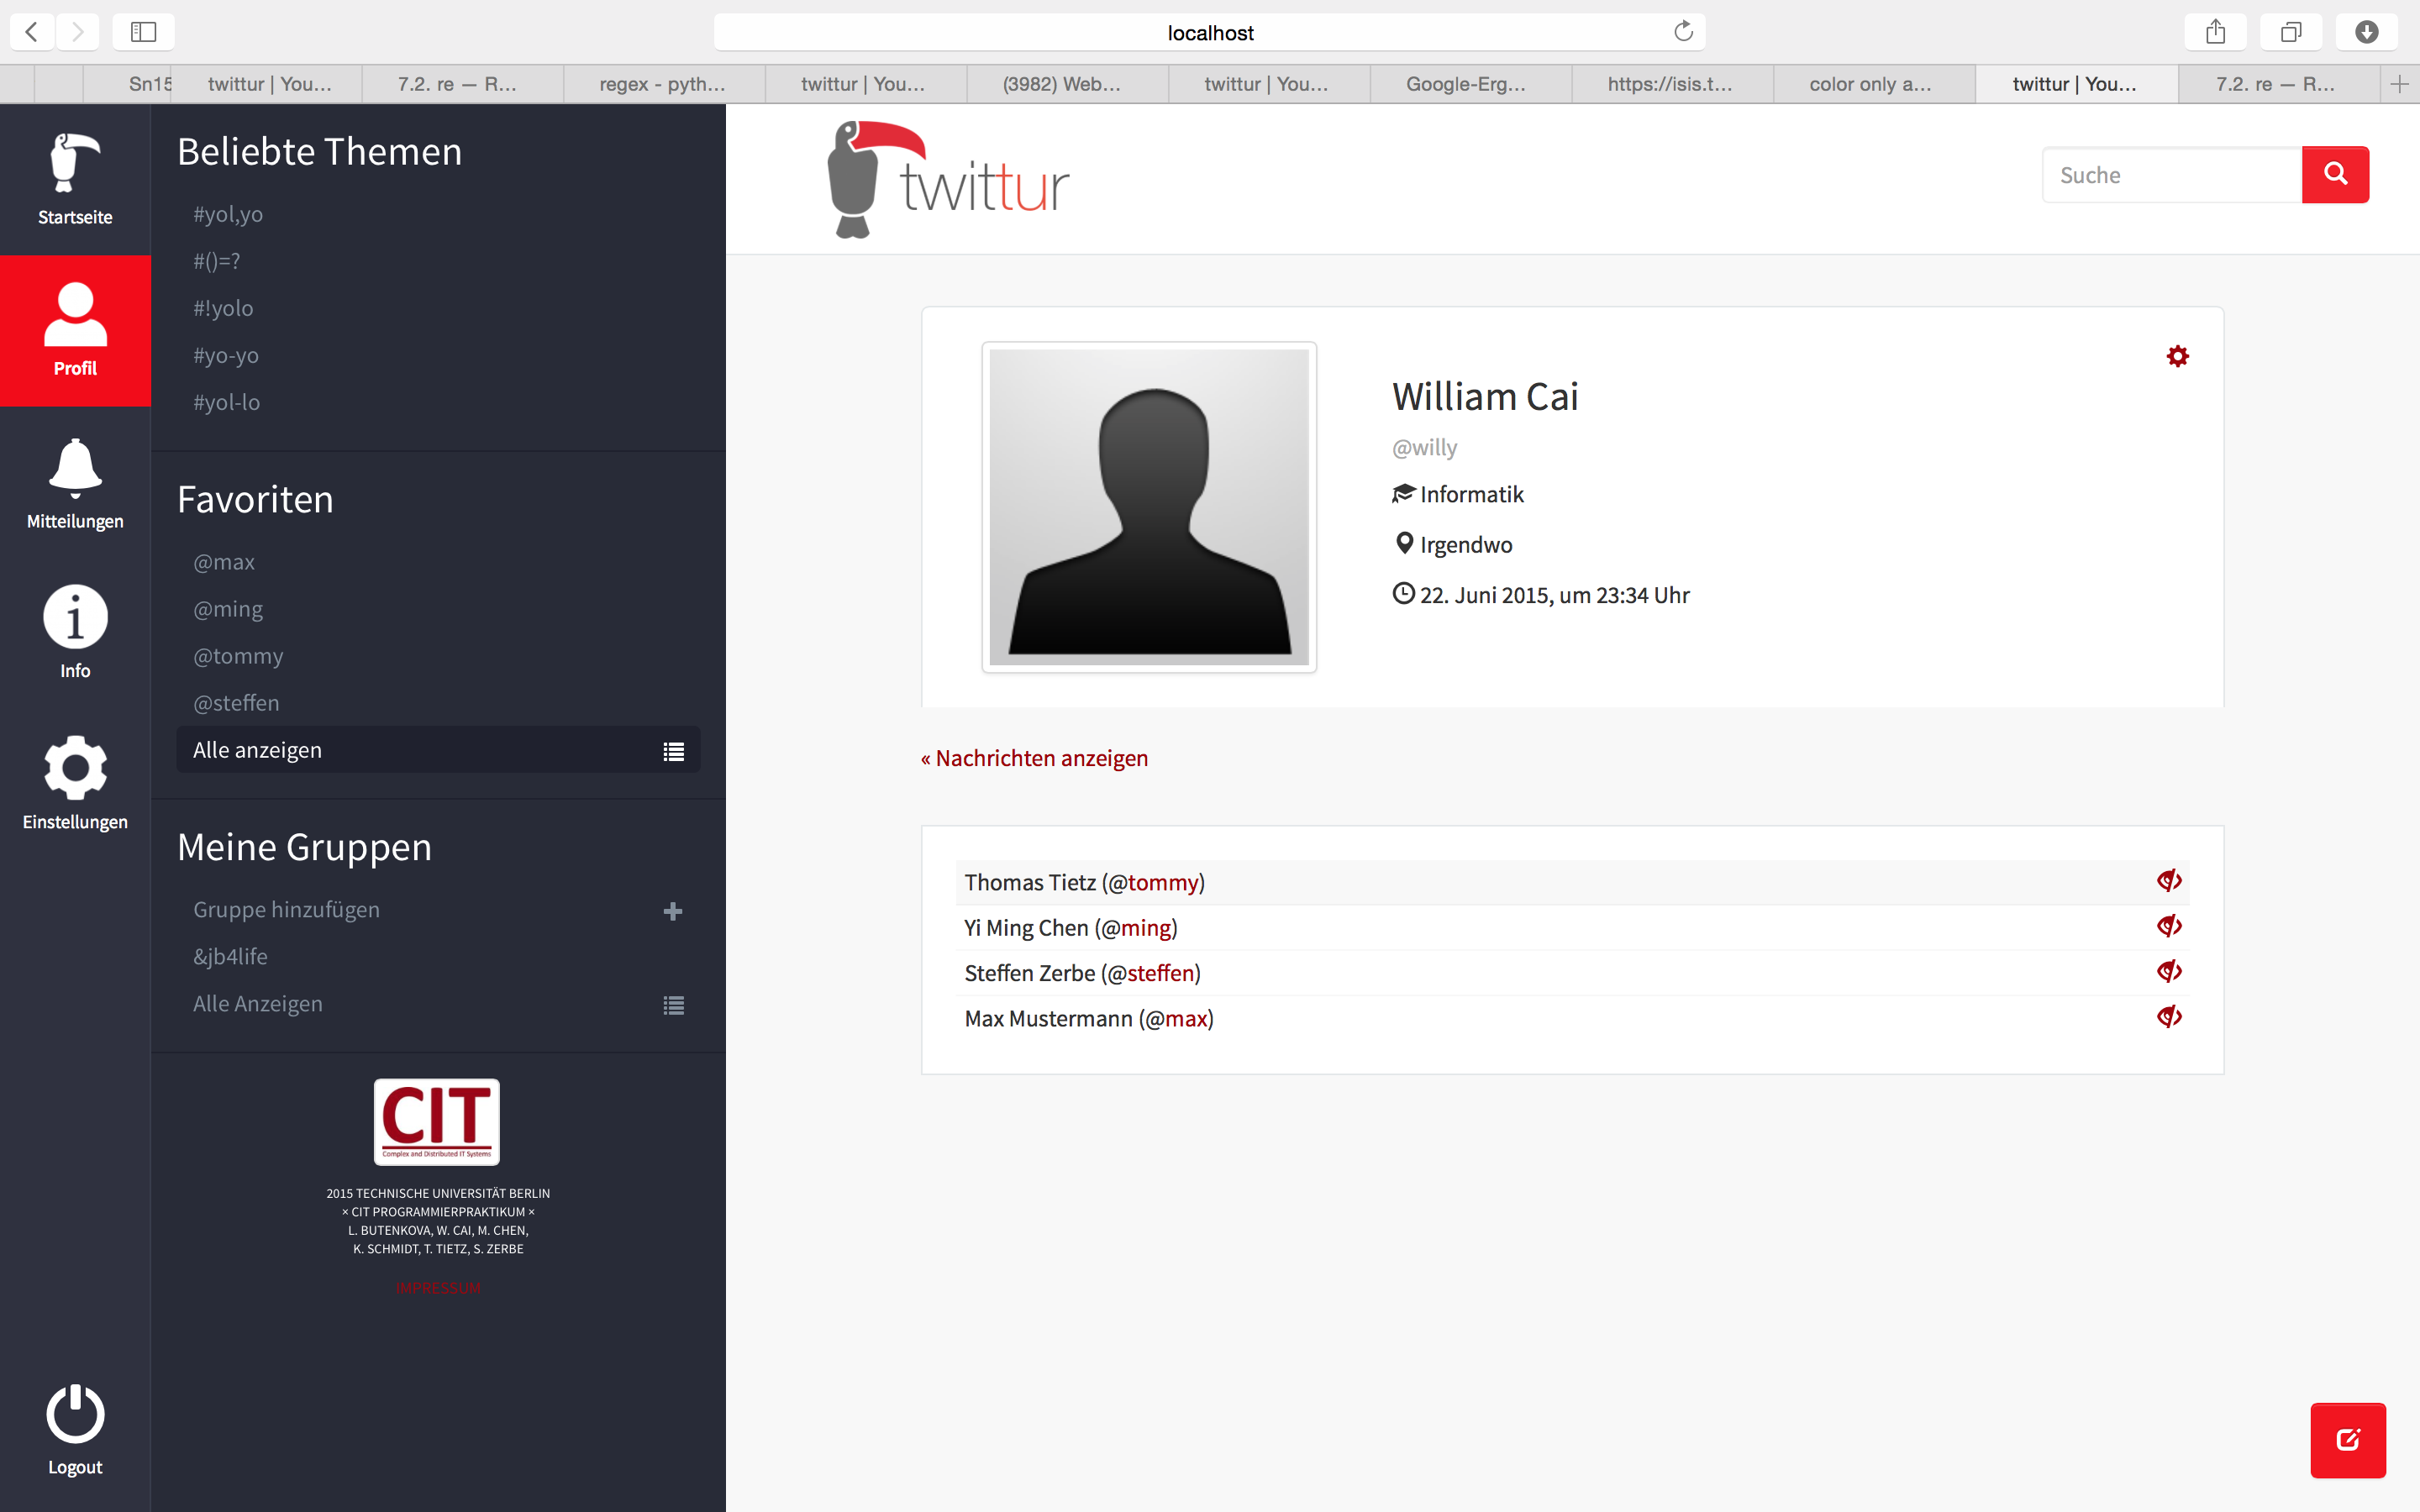 localhost
Sn15
twittur | You...
7.2. re — R...
regex - pyth...
twittur | You...
(3982) Web...
twittur | You...
Google-Erg...
https://isis.t...
color only a...
twittur | You...
7.2. re — R...
Startseite
Profil
Mitteilungen
Info
Einstellungen
Logout
Beliebte Themen
#yol,yo
#()=?
#!yolo
#yo-yo
#yol-lo
Favoriten
@max
@ming
@tommy
@steffen
Alle anzeigen
Meine Gruppen
Gruppe hinzufügen
&jb4life
Alle Anzeigen
CIT
Complex and Distributed IT Systems
2015 TECHNISCHE UNIVERSITÄT BERLIN
× CIT PROGRAMMIERPRAKTIKUM ×
L. BUTENKOVA, W. CAI, M. CHEN,
K. SCHMIDT, T. TIETZ, S. ZERBE
IMPRESSUM
twittur
Suche
William Cai
@willy
Informatik
Irgendwo
22. Juni 2015, um 23:34 Uhr
« Nachrichten anzeigen
Thomas Tietz (@tommy)
Yi Ming Chen (@ming)
Steffen Zerbe (@steffen)
Max Mustermann (@max)